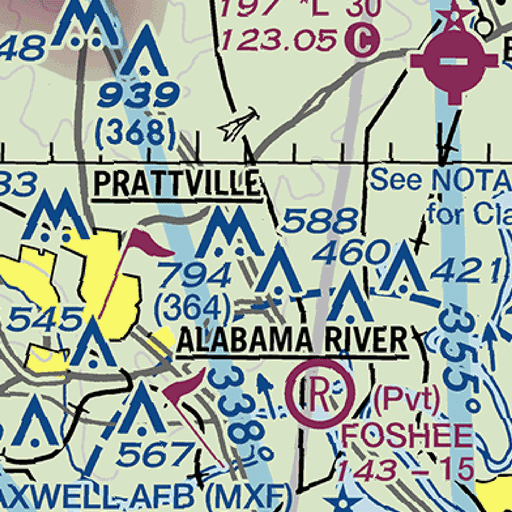 197 *L 30
123.05 C
48
939
(368)
PRATTVILLE
See NOTA
for Cla
33
588
460
421
794
(364)
545
ALABAMA RIVER
355°
338°
R
(Pvt)
FOSHEE
143 - 15
567
AXWELL AFB (MXF)